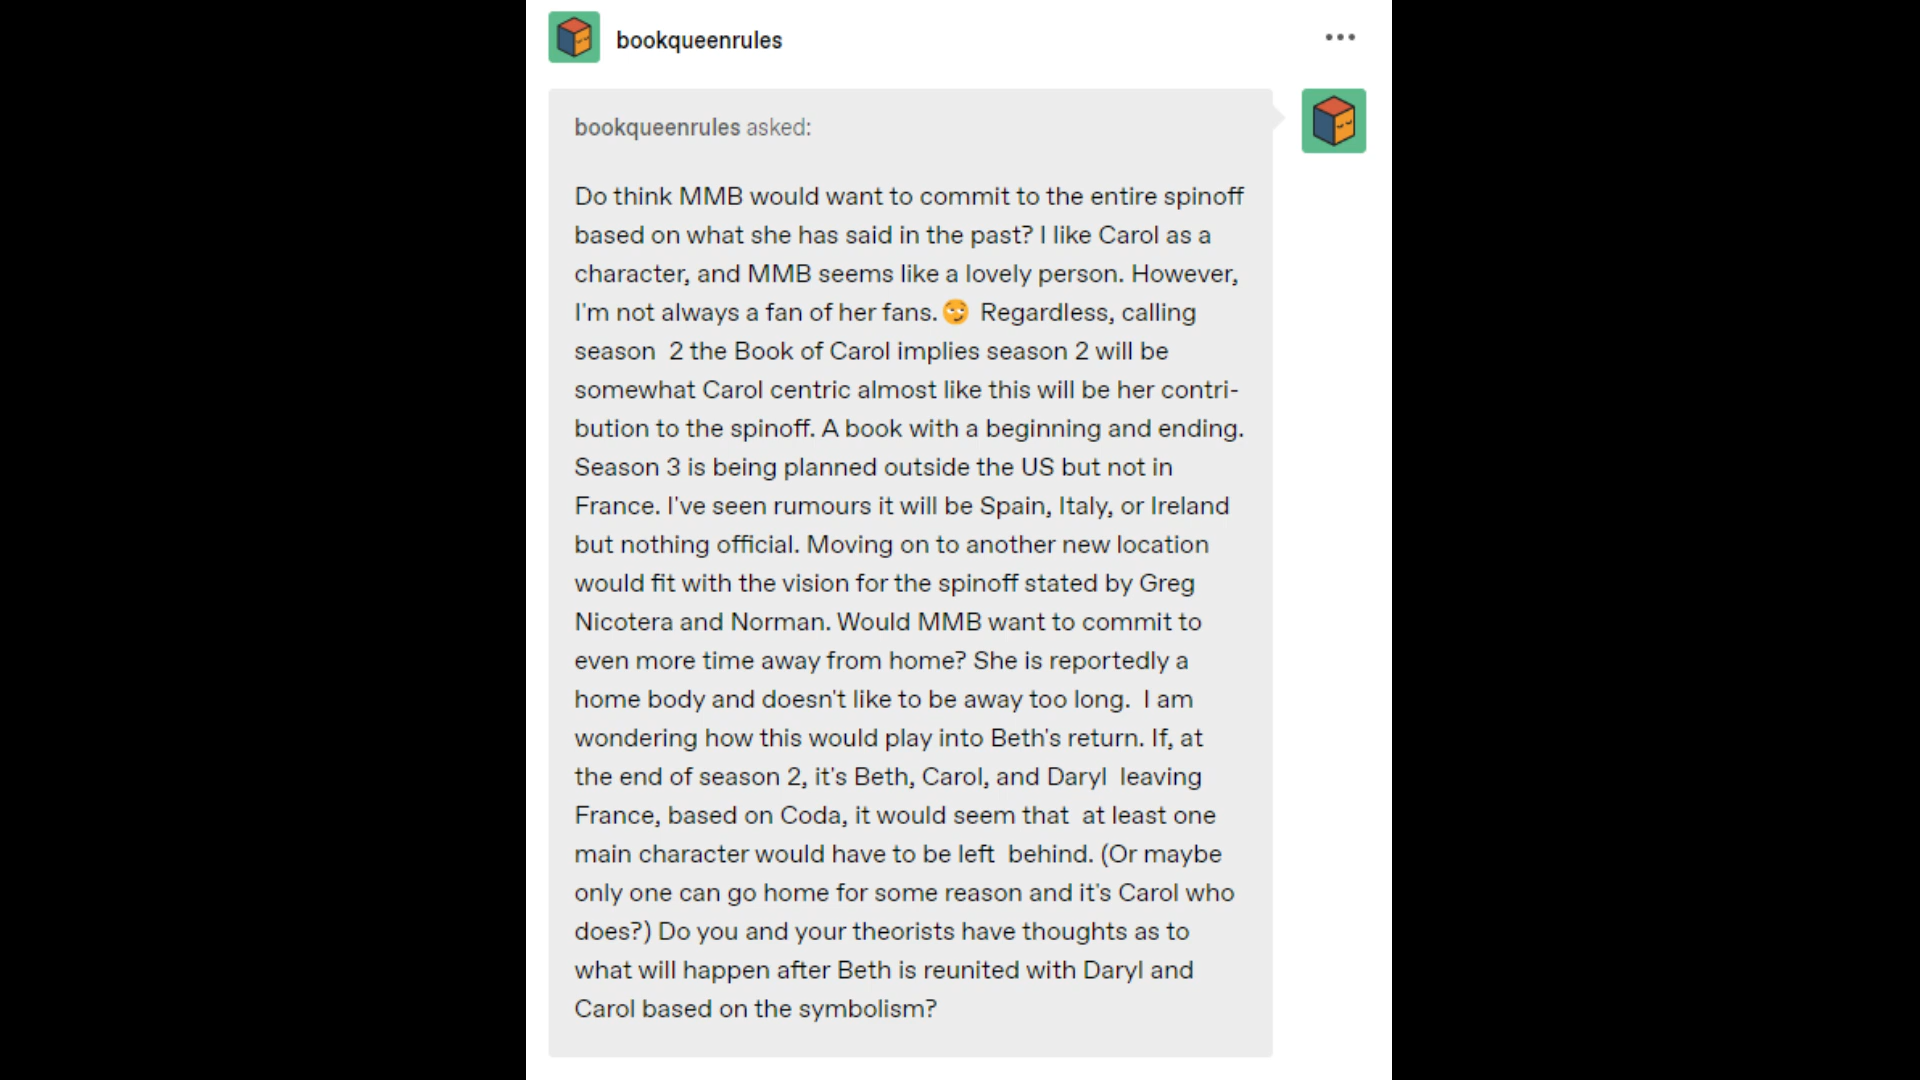 bookqueenrules
bookqueenrules asked:
Do think MMB would want to commit to the entire spinoff
based on what she has said in the past? I like Carol as a
character, and MMB seems like a lovely person. However,
I'm not always a fan of her fans.😏 Regardless, calling
season  2 the Book of Carol implies season 2 will be
somewhat Carol centric almost like this will be her contri-
bution to the spinoff. A book with a beginning and ending.
Season 3 is being planned outside the US but not in
France. I've seen rumours it will be Spain, Italy, or Ireland
but nothing official. Moving on to another new location
would fit with the vision for the spinoff stated by Greg
Nicotera and Norman. Would MMB want to commit to
even more time away from home? She is reportedly a
home body and doesn't like to be away too long.  I am
wondering how this would play into Beth's return. If, at
the end of season 2, it's Beth, Carol, and Daryl  leaving
France, based on Coda, it would seem that  at least one
main character would have to be left  behind. (Or maybe
only one can go home for some reason and it's Carol who
does?) Do you and your theorists have thoughts as to
what will happen after Beth is reunited with Daryl and
Carol based on the symbolism?